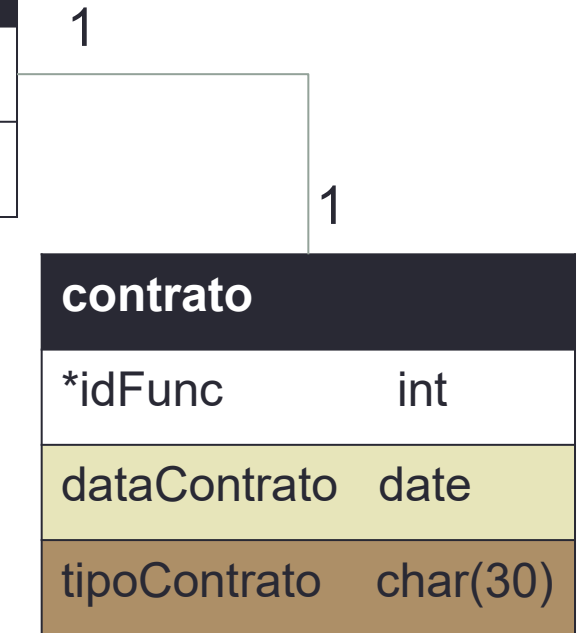 1
1
contrato
*idFunc int
dataContrato date
tipoContrato char(30)